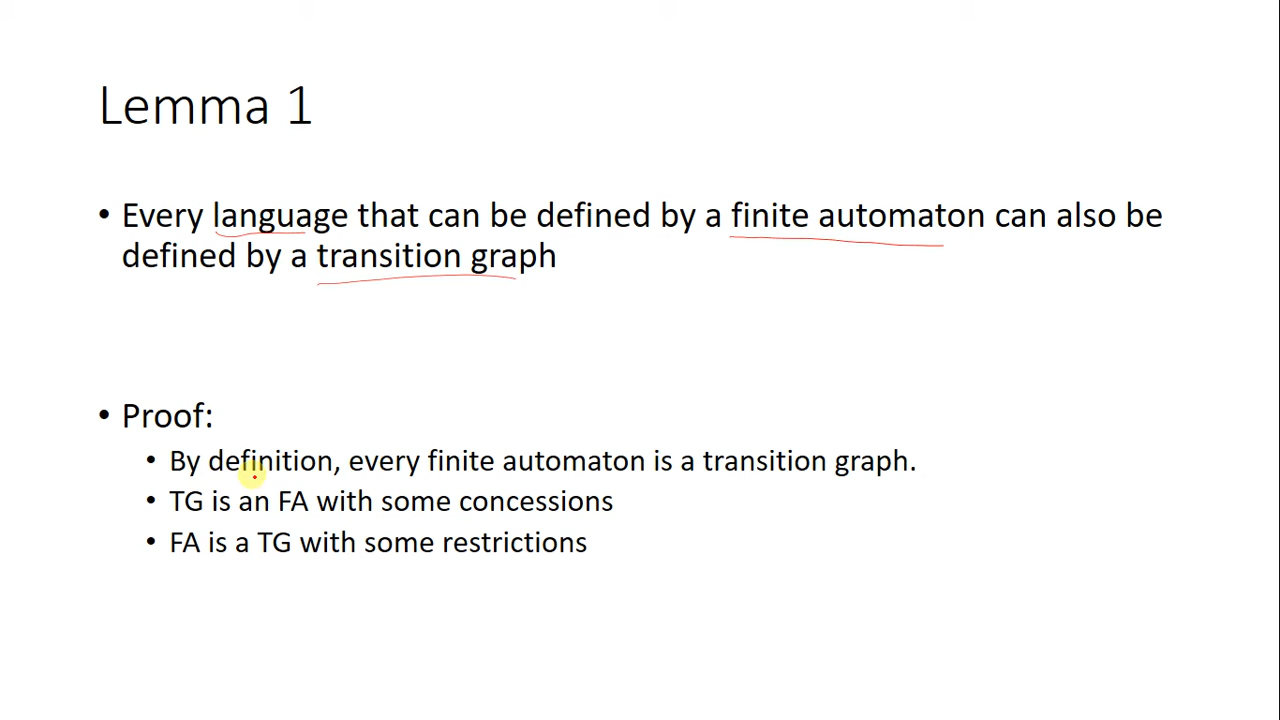 Lemma 1
• Every language that can be defined by a finite automaton can also be
defined by a transition graph
• Proof:
• By definition, every finite automaton is a transition graph.
• TG is an FA with some concessions
• FA is a TG with some restrictions